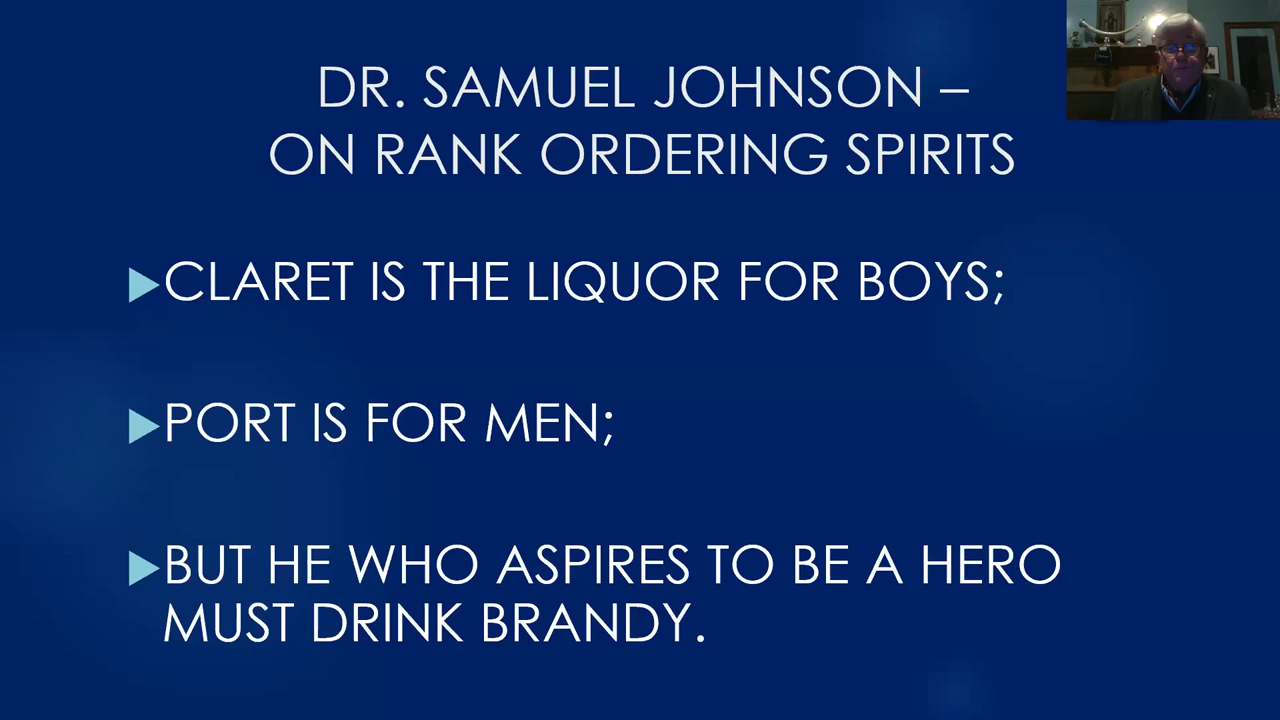 DR. SAMUEL JOHNSON –
ON RANK ORDERING SPIRITS
CLARET IS THE LIQUOR FOR BOYS;
PORT IS FOR MEN;
BUT HE WHO ASPIRES TO BE A HERO
MUST DRINK BRANDY.